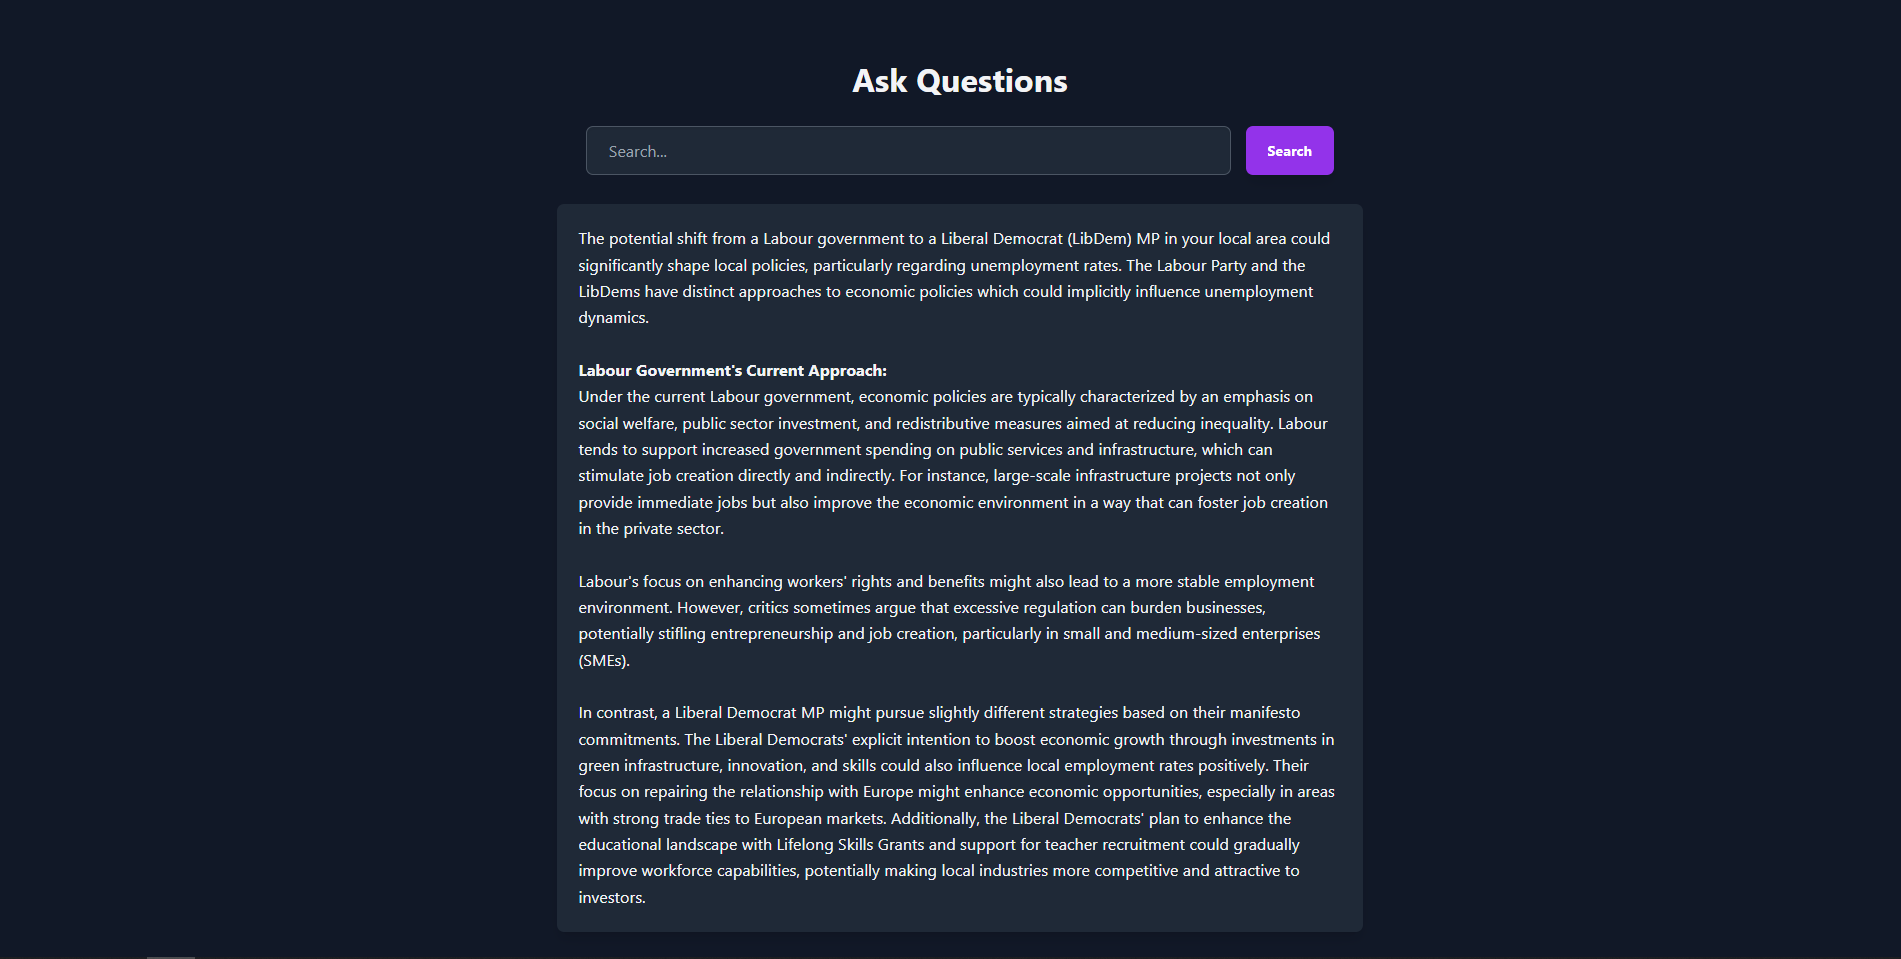 Ask Questions
Search...
Search
The potential shift from a Labour government to a Liberal Democrat (LibDem) MP in your local area could
significantly shape local policies, particularly regarding unemployment rates. The Labour Party and the
LibDems have distinct approaches to economic policies which could implicitly influence unemployment
dynamics.
Labour Government's Current Approach:
Under the current Labour government, economic policies are typically characterized by an emphasis on
social welfare, public sector investment, and redistributive measures aimed at reducing inequality. Labour
tends to support increased government spending on public services and infrastructure, which can
stimulate job creation directly and indirectly. For instance, large-scale infrastructure projects not only
provide immediate jobs but also improve the economic environment in a way that can foster job creation
in the private sector.
Labour's focus on enhancing workers' rights and benefits might also lead to a more stable employment
environment. However, critics sometimes argue that excessive regulation can burden businesses,
potentially stifling entrepreneurship and job creation, particularly in small and medium-sized enterprises
(SMEs).
In contrast, a Liberal Democrat MP might pursue slightly different strategies based on their manifesto
commitments. The Liberal Democrats' explicit intention to boost economic growth through investments in
green infrastructure, innovation, and skills could also influence local employment rates positively. Their
focus on repairing the relationship with Europe might enhance economic opportunities, especially in areas
with strong trade ties to European markets. Additionally, the Liberal Democrats' plan to enhance the
educational landscape with Lifelong Skills Grants and support for teacher recruitment could gradually
improve workforce capabilities, potentially making local industries more competitive and attractive to
investors.